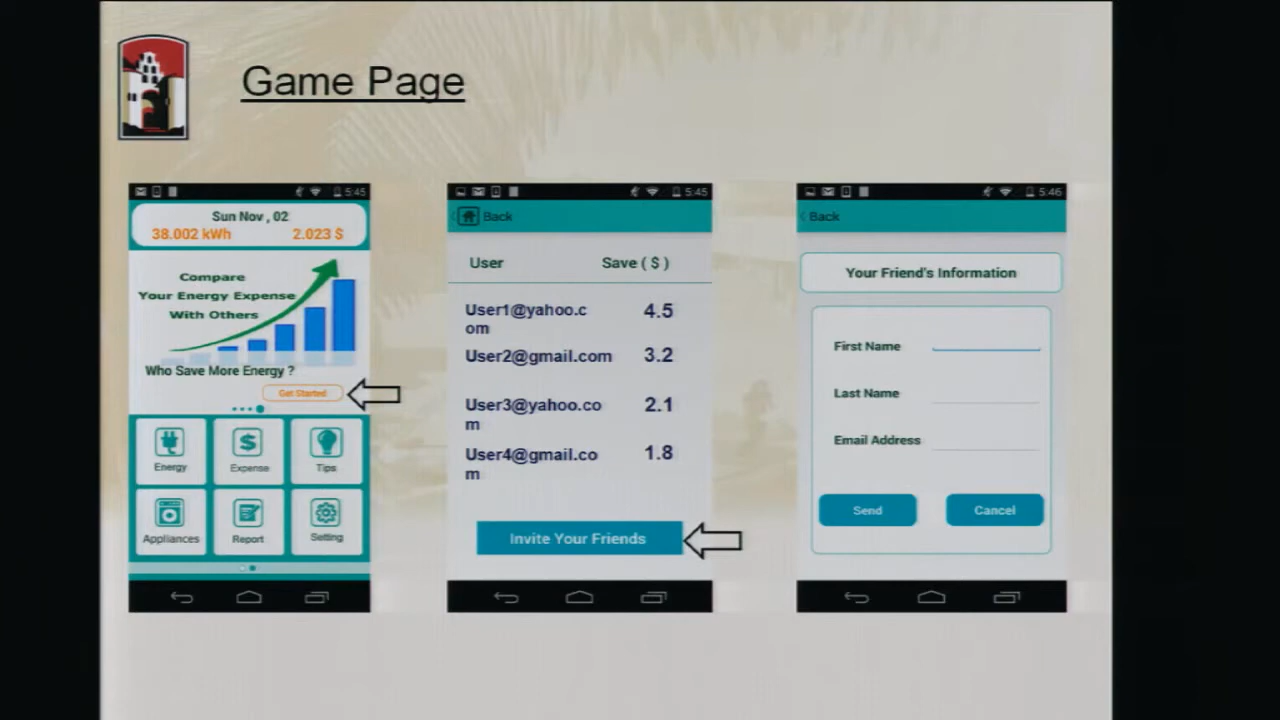 Game Page
5:45
Sun Nov , 02
38.002 kWh 2.023 $
Compare
Your Energy Expense
With Others
Who Save More Energy ?
Get Started
Energy Expense Tips
Appliances Report Setting
5:45
Back
User Save ( $ )
User1@yahoo.c 4.5
om
User2@gmail.com 3.2
User3@yahoo.co 2.1
m
User4@gmail.co 1.8
m
Invite Your Friends
5:46
Back
Your Friend's Information
First Name
Last Name
Email Address
Send Cancel